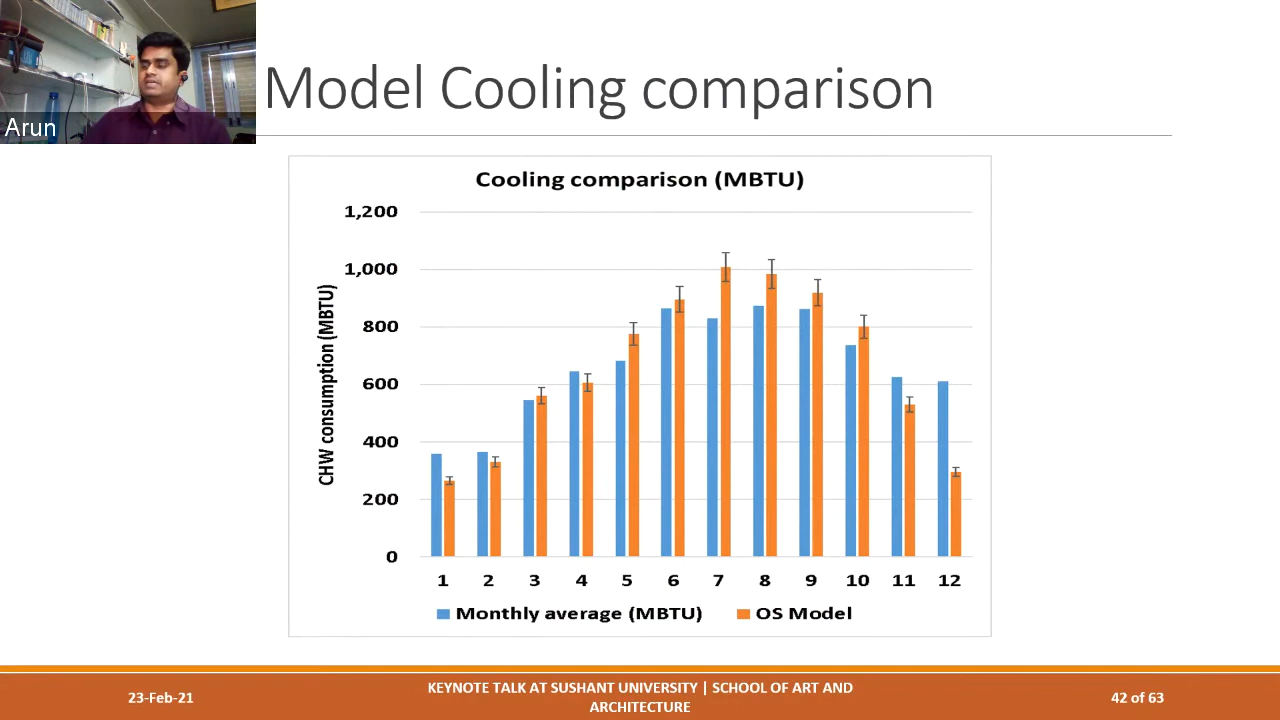 Arun
Model Cooling comparison
Cooling comparison (MBTU)
CHW consumption (MBTU)
1,200
1,000
800
600
400
200
0
1 2 3 4 5 6 7 8 9 10 11 12
Monthly average (MBTU) OS Model
23-Feb-21
KEYNOTE TALK AT SUSHANT UNIVERSITY | SCHOOL OF ART AND
ARCHITECTURE
42 of 63